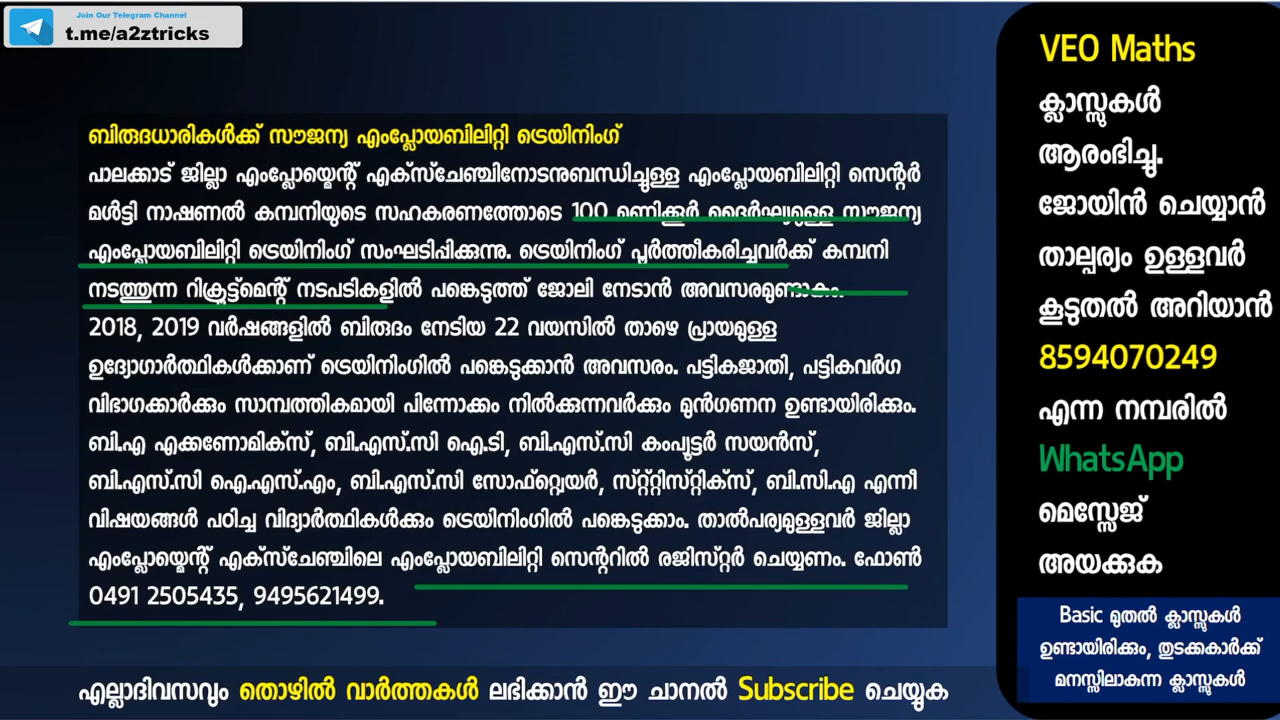 Join Our Telegram Channel
t.me/a2ztricks
ബിരുദധാരികൾക്ക് സൗജന്യ എംപ്ലോയബിലിറ്റി ട്രെയിനിംഗ്
പാലക്കാട് ജില്ലാ എംപ്ലോയ്മെന്റ് എക്സ്ചേഞ്ചിനോടനുബന്ധിച്ചുള്ള എംപ്ലോയബിലിറ്റി സെന്റർ
മൾട്ടി നാഷണൽ കമ്പനിയുടെ സഹകരണത്തോടെ 100 മണിക്കൂർ ദൈർഘ്യമുള്ള സൗജന്യ
എംപ്ലോയബിലിറ്റി ട്രെയിനിംഗ് സംഘടിപ്പിക്കുന്നു. ട്രെയിനിംഗ് പൂർത്തീകരിച്ചവർക്ക് കമ്പനി
നടത്തുന്ന റിക്രൂട്ട്മെന്റ് നടപടികളിൽ പങ്കെടുത്ത് ജോലി നേടാൻ അവസരമുണ്ടാകും.
2018, 2019 വർഷങ്ങളിൽ ബിരുദം നേടിയ 22 വയസിൽ താഴെ പ്രായമുള്ള
ഉദ്യോഗാർത്ഥികൾക്കാണ് ട്രെയിനിംഗിൽ പങ്കെടുക്കാൻ അവസരം. പട്ടികജാതി, പട്ടികവർഗ
വിഭാഗക്കാർക്കും സാമ്പത്തികമായി പിന്നോക്കം നിൽക്കുന്നവർക്കും മുൻഗണന ഉണ്ടായിരിക്കും.
ബി.എ എക്കണോമിക്സ്, ബി.എസ്.സി ഐ.ടി, ബി.എസ്.സി കംപ്യൂട്ടർ സയൻസ്,
ബി.എസ്.സി ഐ.എസ്.എം, ബി.എസ്.സി സോഫ്റ്റ്വെയർ, സ്റ്റ്റ്റിസ്റ്റിക്സ്, ബി.സി.എ എന്നീ
വിഷയങ്ങൾ പഠിച്ച വിദ്യാർത്ഥികൾക്കും ട്രെയിനിംഗിൽ പങ്കെടുക്കാം. താൽപര്യമുള്ളവർ ജില്ലാ
എംപ്ലോയ്മെന്റ് എക്സ്ചേഞ്ചിലെ എംപ്ലോയബിലിറ്റി സെന്ററിൽ രജിസ്റ്റർ ചെയ്യണം. ഫോൺ
0491 2505435, 9495621499.
എല്ലാദിവസവും തൊഴിൽ വാർത്തകൾ ലഭിക്കാൻ ഈ ചാനൽ Subscribe ചെയ്യുക
VEO Maths
ക്ലാസ്സുകൾ
ആരംഭിച്ചു.
ജോയിൻ ചെയ്യാൻ
താല്പര്യം ഉള്ളവർ
കൂടുതൽ അറിയാൻ
8594070249
എന്ന നമ്പരിൽ
WhatsApp
മെസ്സേജ്
അയക്കുക
Basic മുതൽ ക്ലാസ്സുകൾ
ഉണ്ടായിരിക്കും, തുടക്കകാർക്ക്
മനസ്സിലാകുന്ന ക്ലാസ്സുകൾ